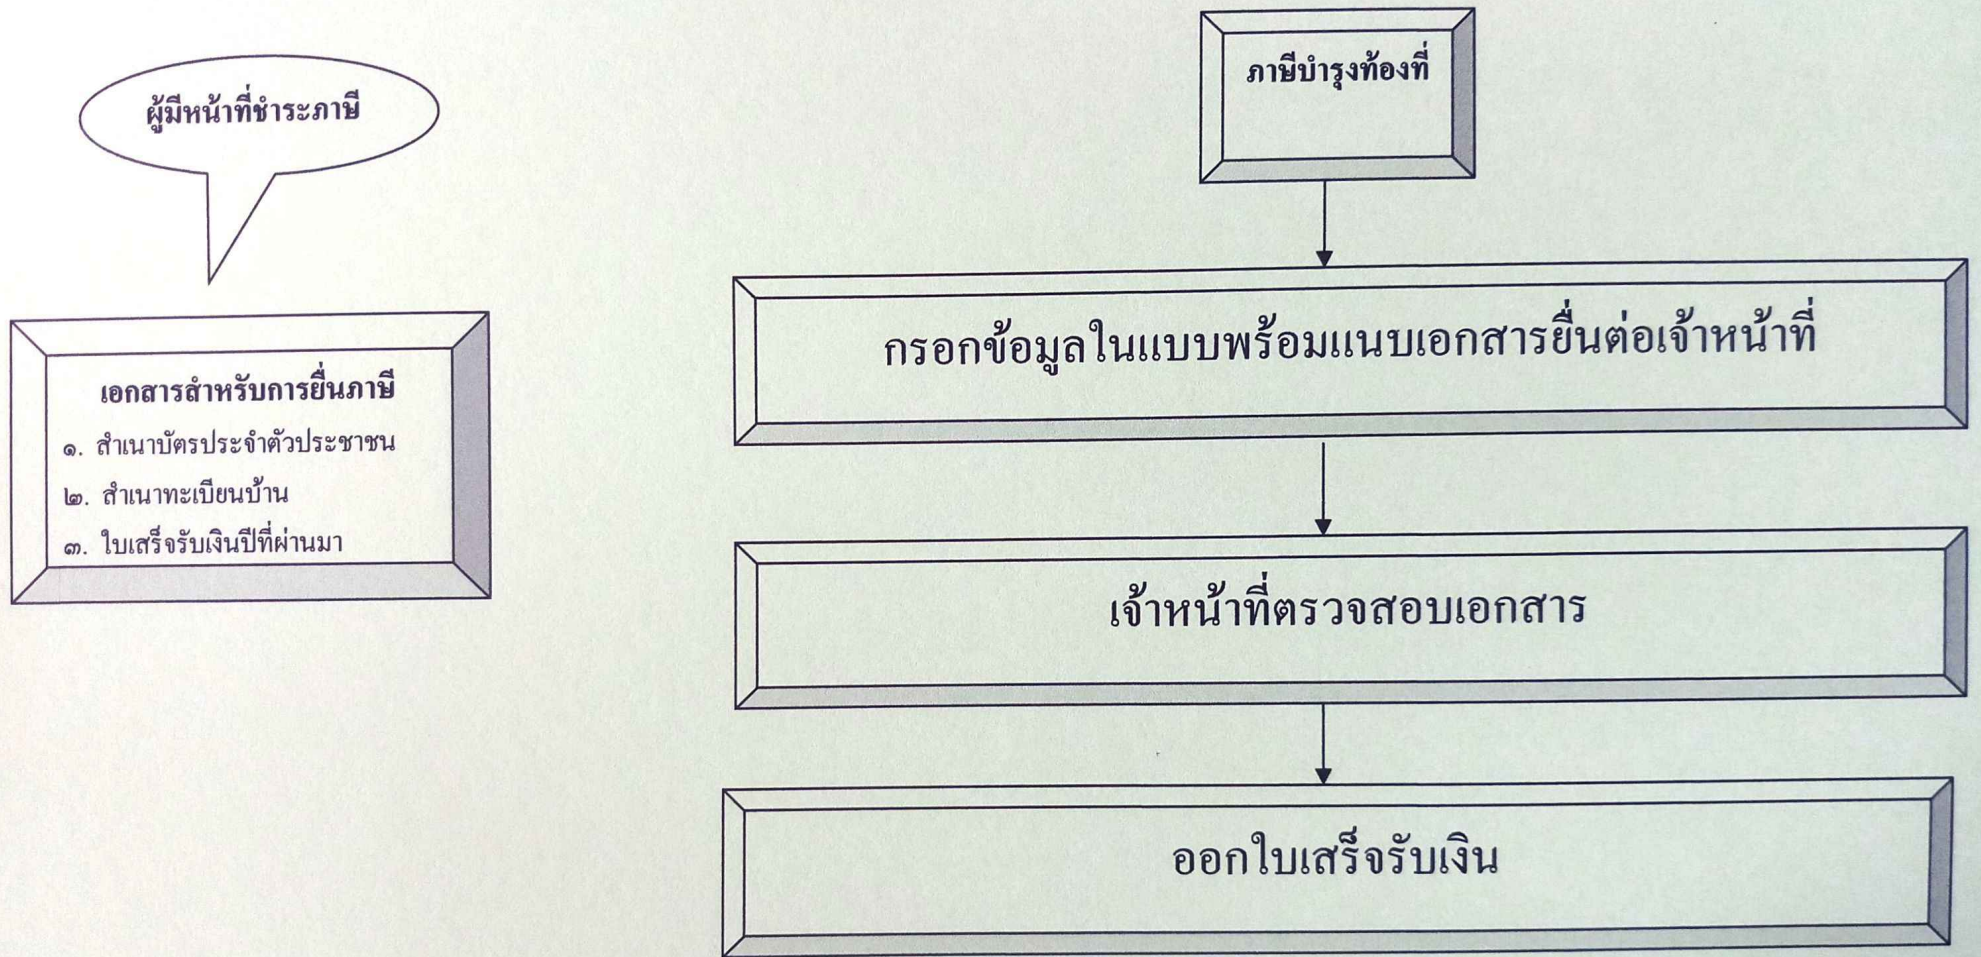 ผู้มีหน้าที่ชำระภาษี
เอกสารสำหรับการยื่นภาษี
๑. สำเนาบัตรประจำตัวประชาชน
๒. สำเนาทะเบียนบ้าน
๓. ใบเสร็จรับเงินปีที่ผ่านมา
ภาษีบำรุงท้องที่
กรอกข้อมูลในแบบพร้อมแนบเอกสารยื่นต่อเจ้าหน้าที่
เจ้าหน้าที่ตรวจสอบเอกสาร
ออกใบเสร็จรับเงิน